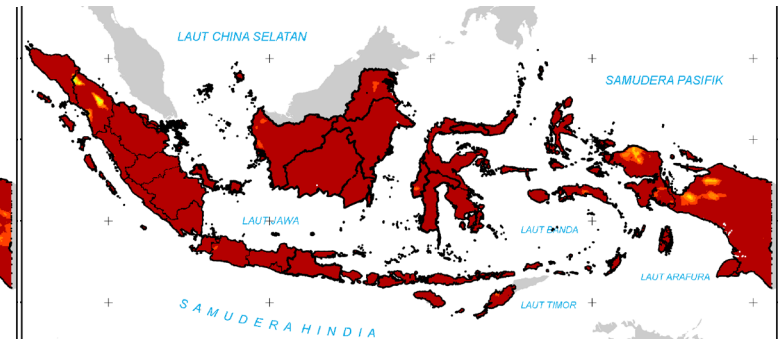 LAUT CHINA SELATAN
SAMUDERA PASIFIK
LAUT JAWA
LAUT BANDA
LAUT ARAFURA
LAUT TIMOR
SAMUDERA HINDIA